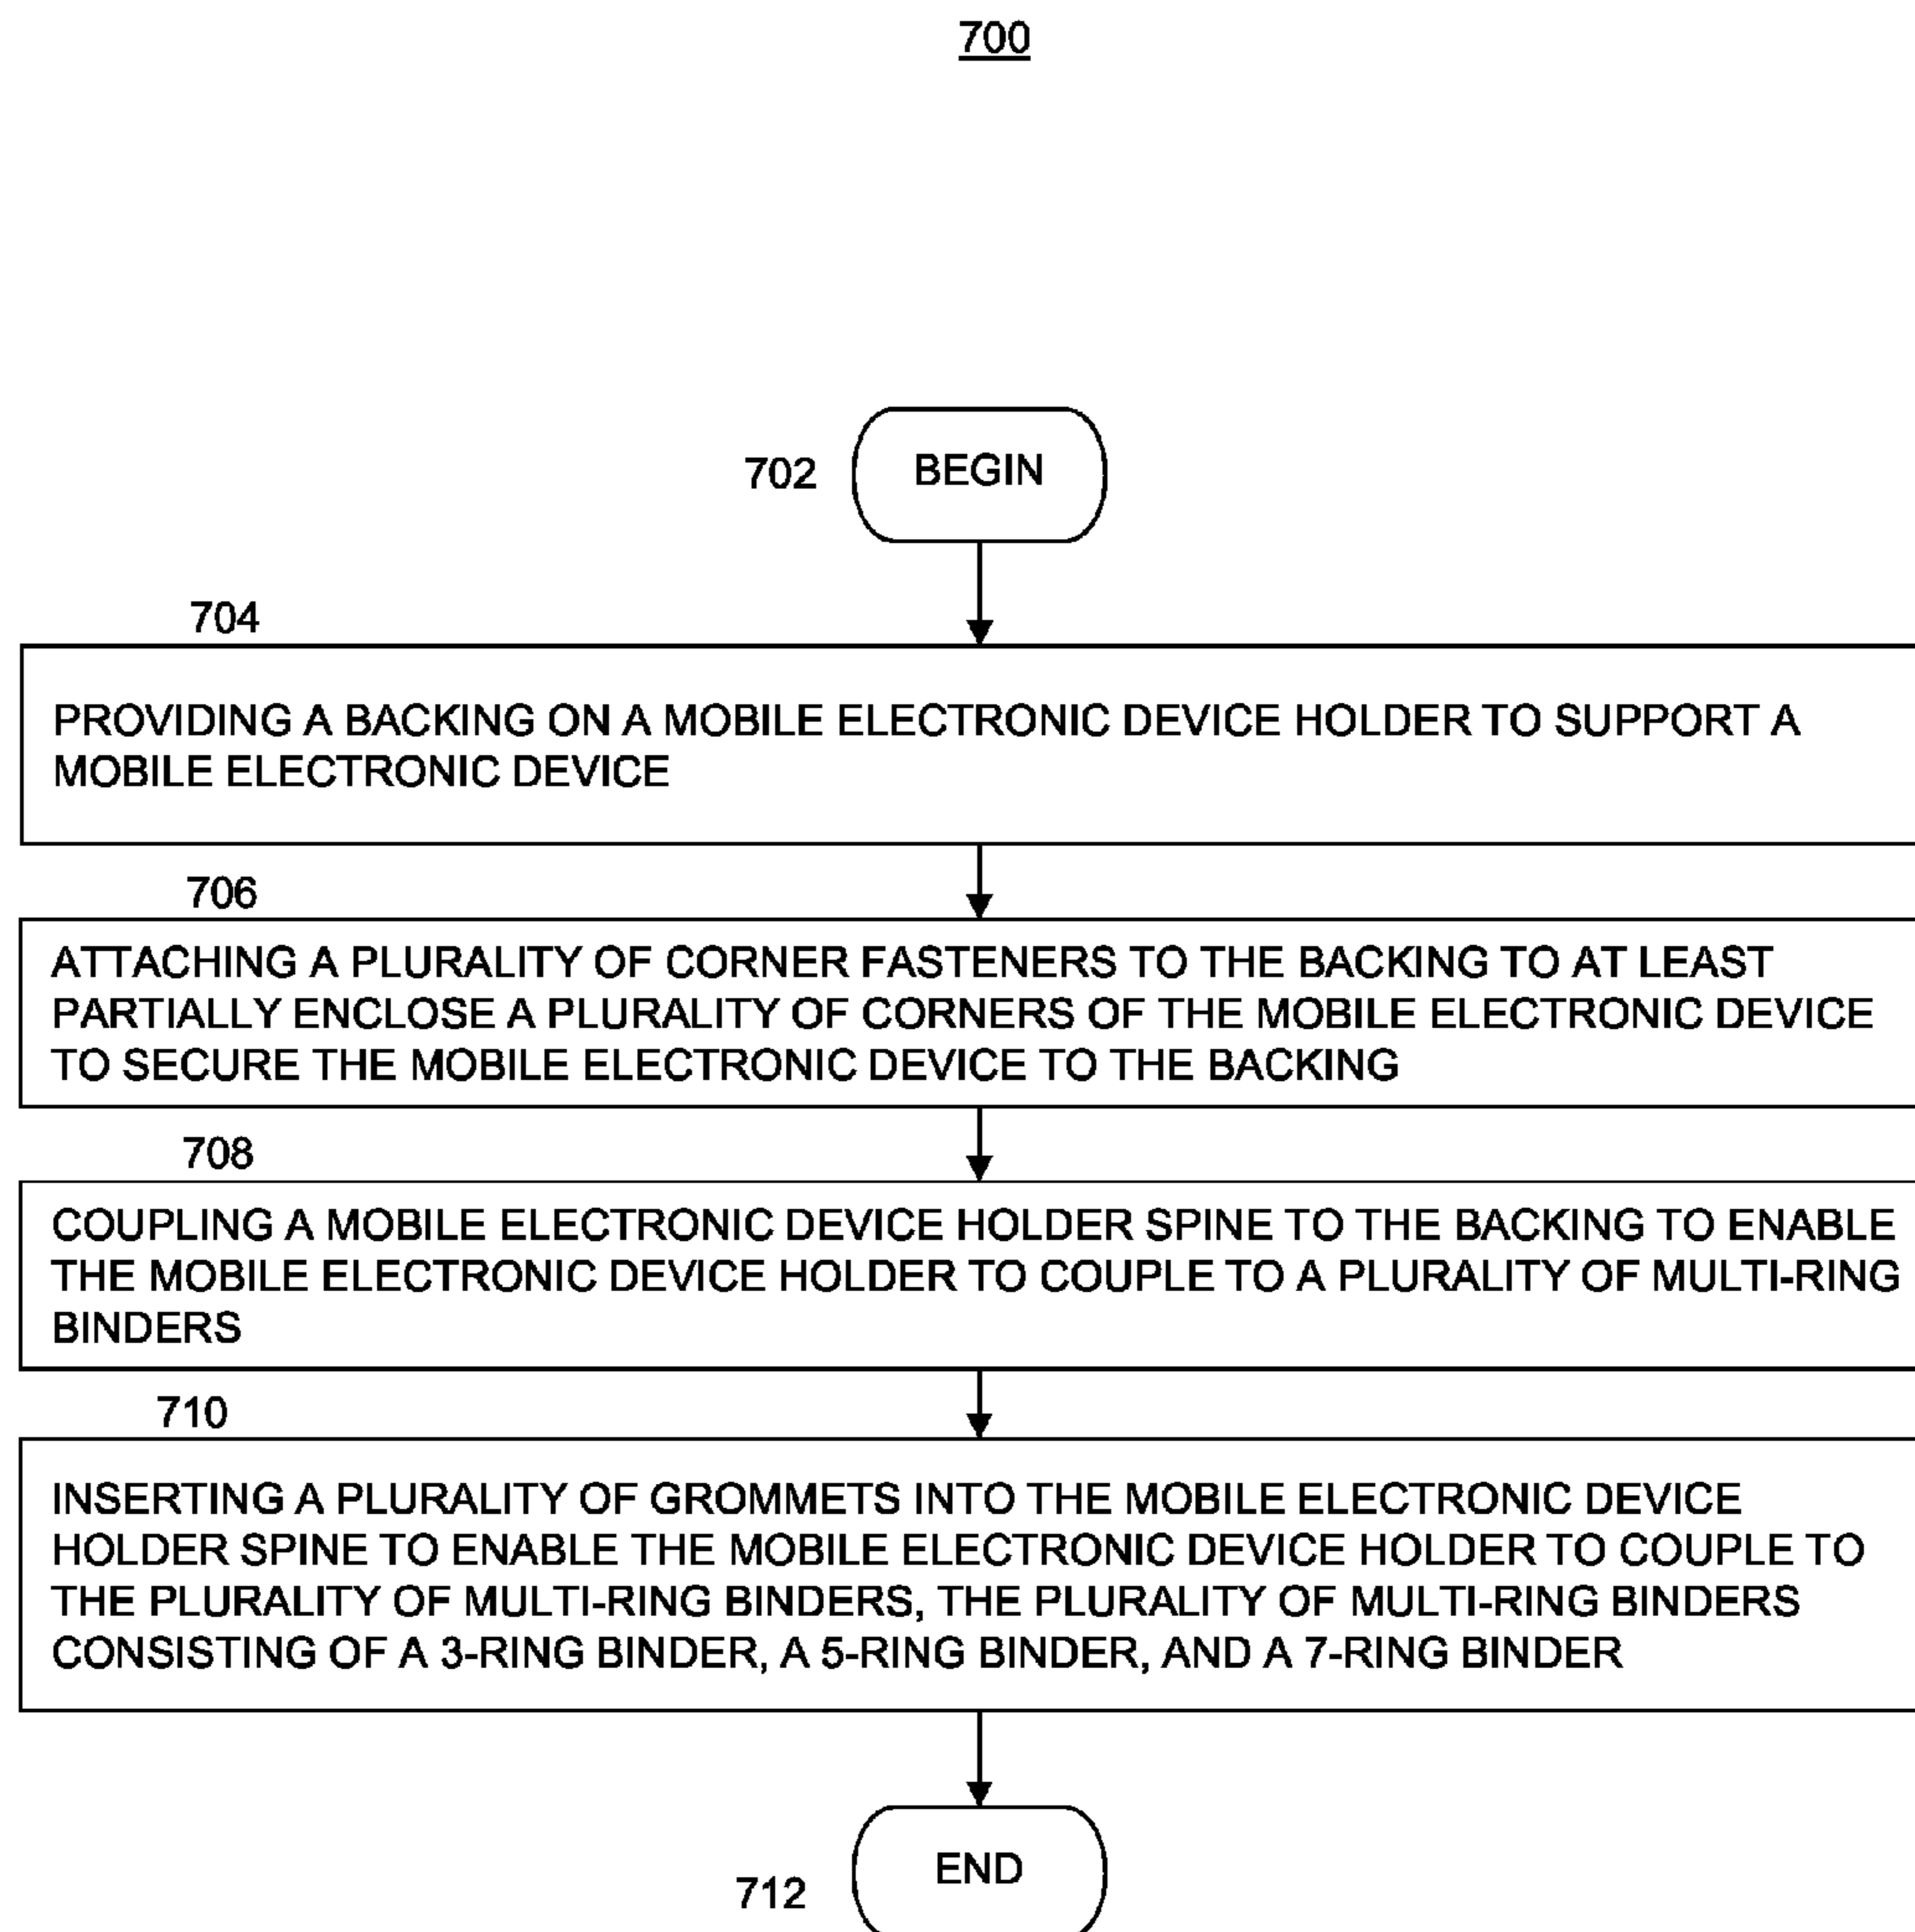 700
702
BEGIN
704
PROVIDING A BACKING ON A MOBILE ELECTRONIC DEVICE HOLDER TO SUPPORT A
MOBILE ELECTRONIC DEVICE
706
ATTACHING A PLURALITY OF CORNER FASTENERS TO THE BACKING TO AT LEAST
PARTIALLY ENCLOSE A PLURALITY OF CORNERS OF THE MOBILE ELECTRONIC DEVICE
TO SECURE THE MOBILE ELECTRONIC DEVICE TO THE BACKING
708
COUPLING A MOBILE ELECTRONIC DEVICE HOLDER SPINE TO THE BACKING TO ENABLE
THE MOBILE ELECTRONIC DEVICE HOLDER TO COUPLE TO A PLURALITY OF MULTI-RING
BINDERS
710
INSERTING A PLURALITY OF GROMMETS INTO THE MOBILE ELECTRONIC DEVICE
HOLDER SPINE TO ENABLE THE MOBILE ELECTRONIC DEVICE HOLDER TO COUPLE TO
THE PLURALITY OF MULTI-RING BINDERS, THE PLURALITY OF MULTI-RING BINDERS
CONSISTING OF A 3-RING BINDER, A 5-RING BINDER, AND A 7-RING BINDER
END
712